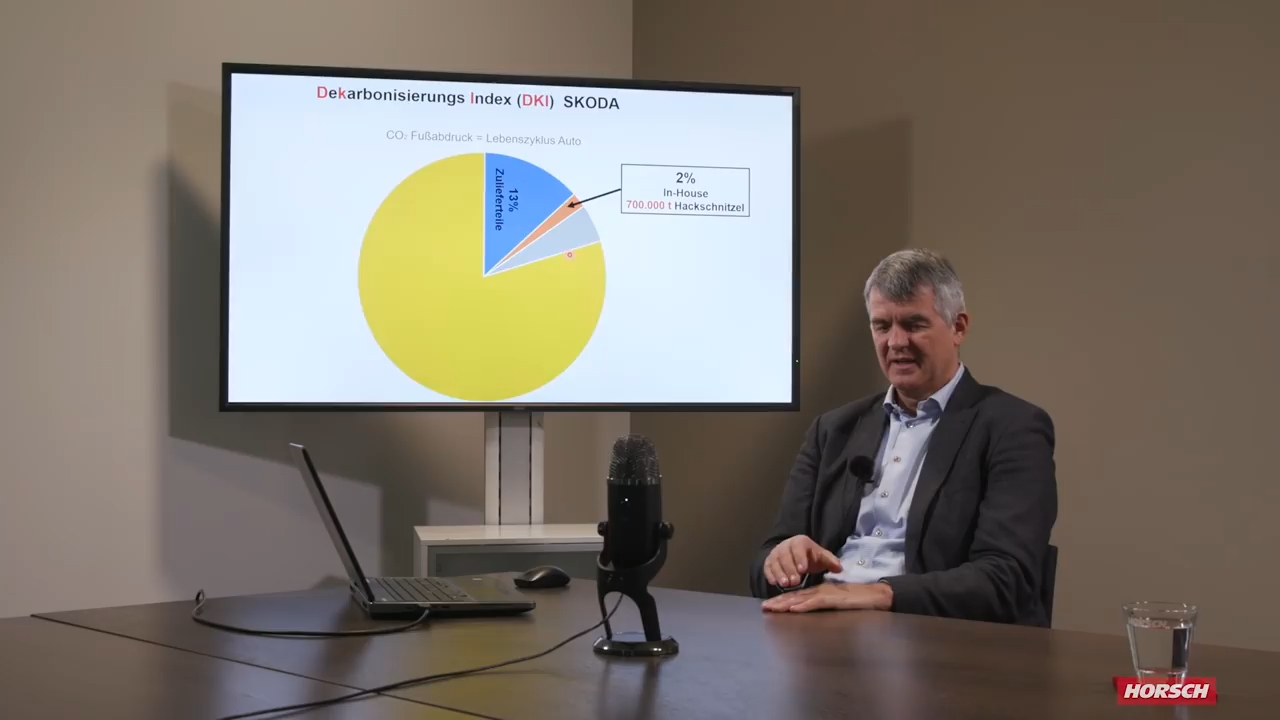 Dekarbonisierungs Index (DKI) SKODA
CO₂ Fußabdruck = Lebenszyklus Auto
13%
Zulieferteile
2%
In-House
700.000 t Hackschnitzel
HORSCH